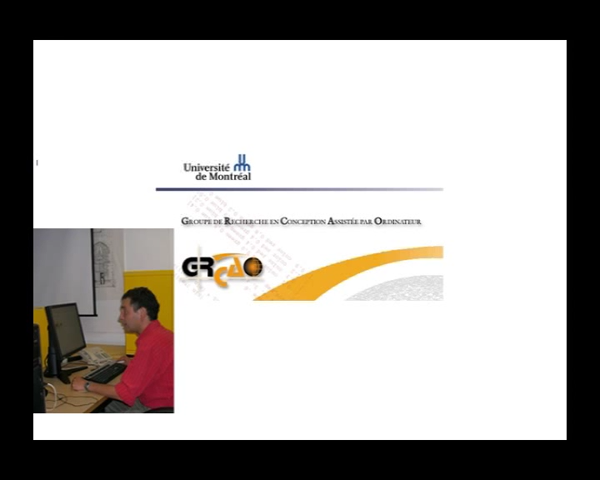 Université
de Montréal
GROUPE DE RECHERCHE EN CONCEPTION ASSISTÉE PAR ORDINATEUR
GRCAO